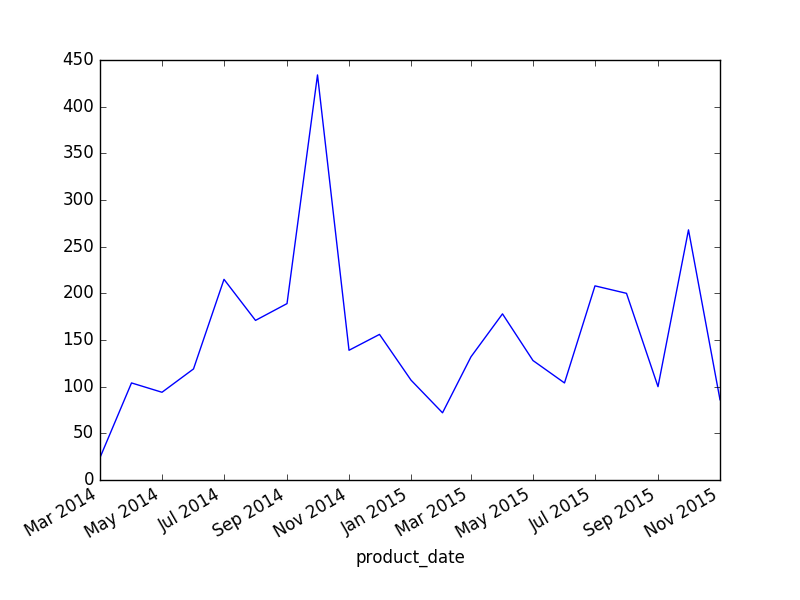 450
400
350
300
250
200
150
100
50
0
Mar 2014
May 2014
Jul 2014
Sep 2014
Nov 2014
Jan 2015
Mar 2015
May 2015
Jul 2015
Sep 2015
Nov 2015
product_date